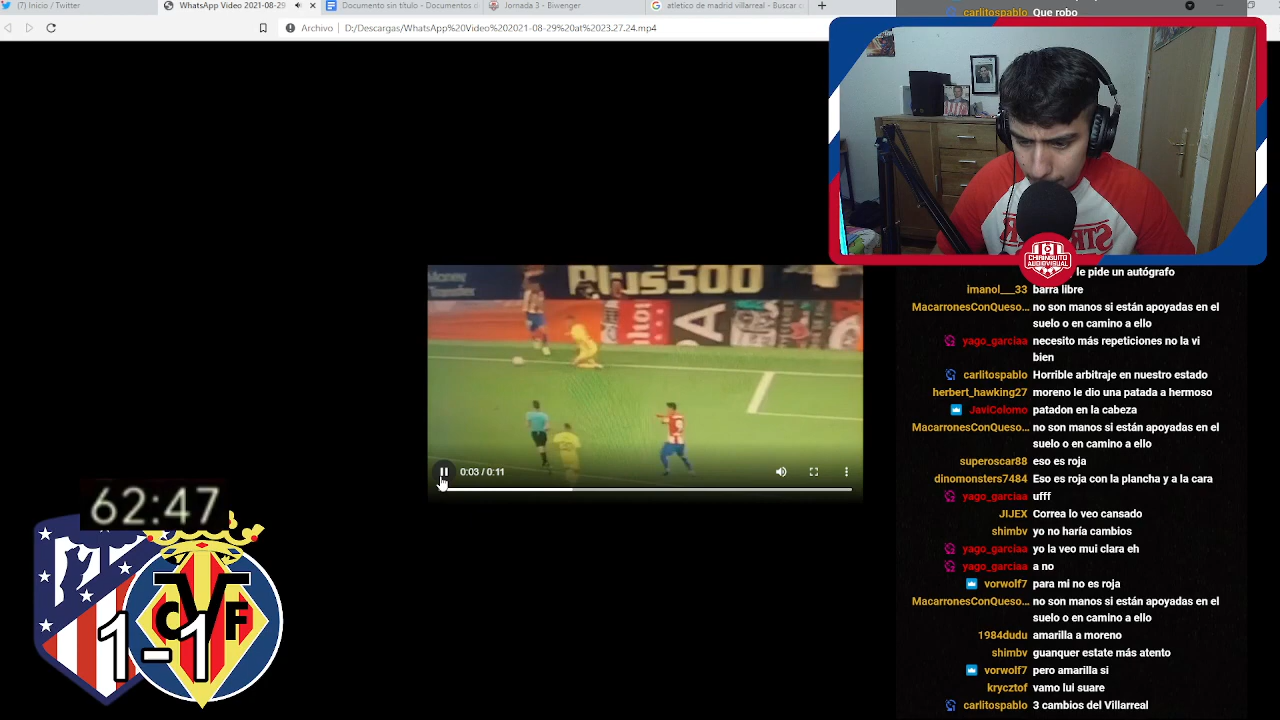 (7) Inicio / Twitter
WhatsApp Video 2021-08-29
Documento sin título - Documentos d
Jornada 3 - Biwenger
atletico de madrid villarreal - Buscar c
Archivo
D:/Descargas/WhatsApp%20Video%202021-08-29%20at%2023.27.24.mp4
carlitospablo Que robo
CHIRINGUITO
AUDIOVISUAL
le pide un autógrafo
imanol___33 barra libre
MacarronesConQueso... no son manos si están apoyadas en el
suelo o en camino a ello
yago_garciaa necesito más repeticiones no la vi
bien
carlitospablo Horrible arbitraje en nuestro estado
herbert_hawking27 moreno le dio una patada a hermoso
JaviColomo patadon en la cabeza
MacarronesConQueso... no son manos si están apoyadas en el
suelo o en camino a ello
superoscar88 eso es roja
dinomonsters7484 Eso es roja con la plancha y a la cara
yago_garciaa ufff
JIJEX Correa lo veo cansado
shimbv yo no haría cambios
yago_garciaa yo la veo mui clara eh
yago_garciaa a no
vorwolf7 para mi no es roja
MacarronesConQueso... no son manos si están apoyadas en el
suelo o en camino a ello
1984dudu amarilla a moreno
shimbv guanquer estate más atento
vorwolf7 pero amarilla si
krycztof vamo lui suare
carlitospablo 3 cambios del Villarreal
Money
Transfer
Plus500
0:03 / 0:11
62:47
C V F
1-1